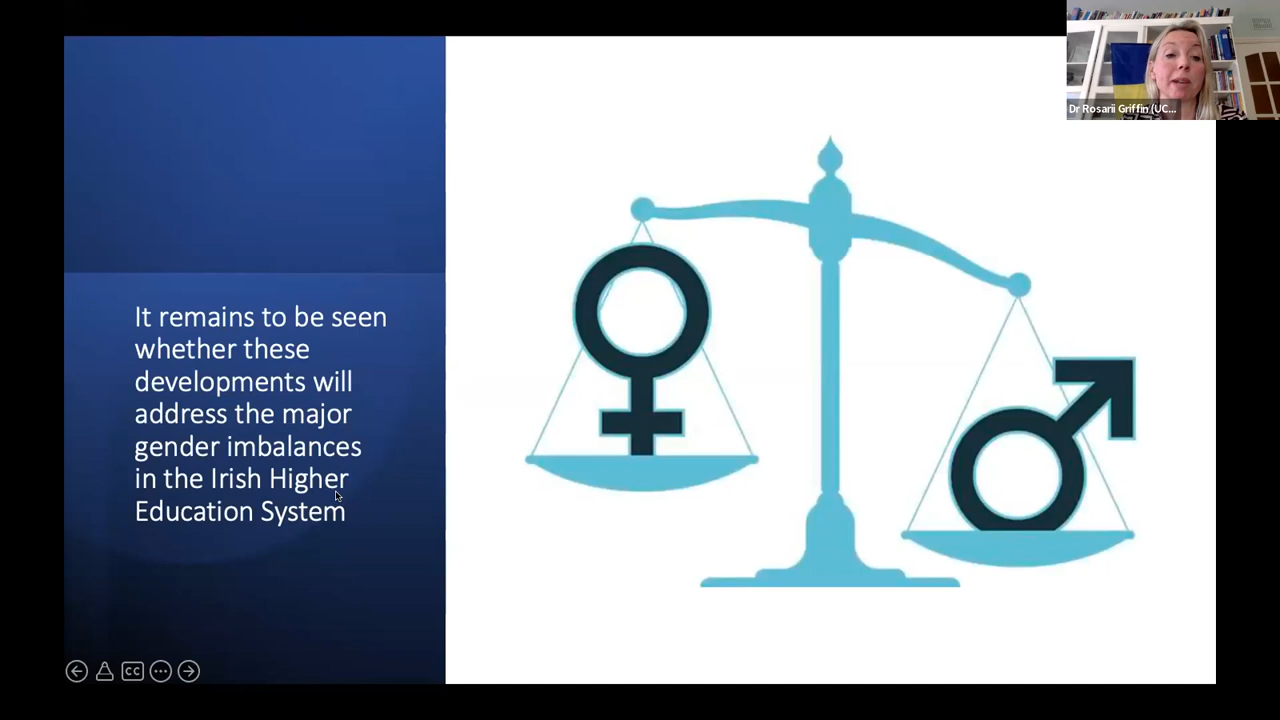 Dr Rosarii Griffin (UC...
It remains to be seen
whether these
developments will
address the major
gender imbalances
in the Irish Higher
Education System
CC